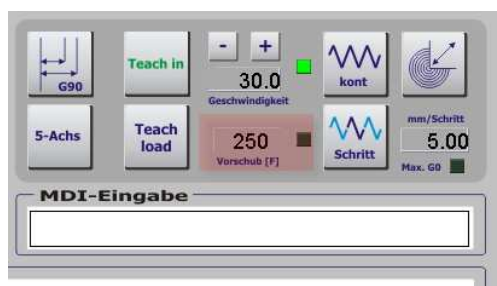 G90
Teach in
- +
30.0
Geschwindigkeit
kont
5-Achs
Teach
load
250
Vorschub [F]
Schritt
mm/Schritt
5.00
Max. G0
MDI-Eingabe